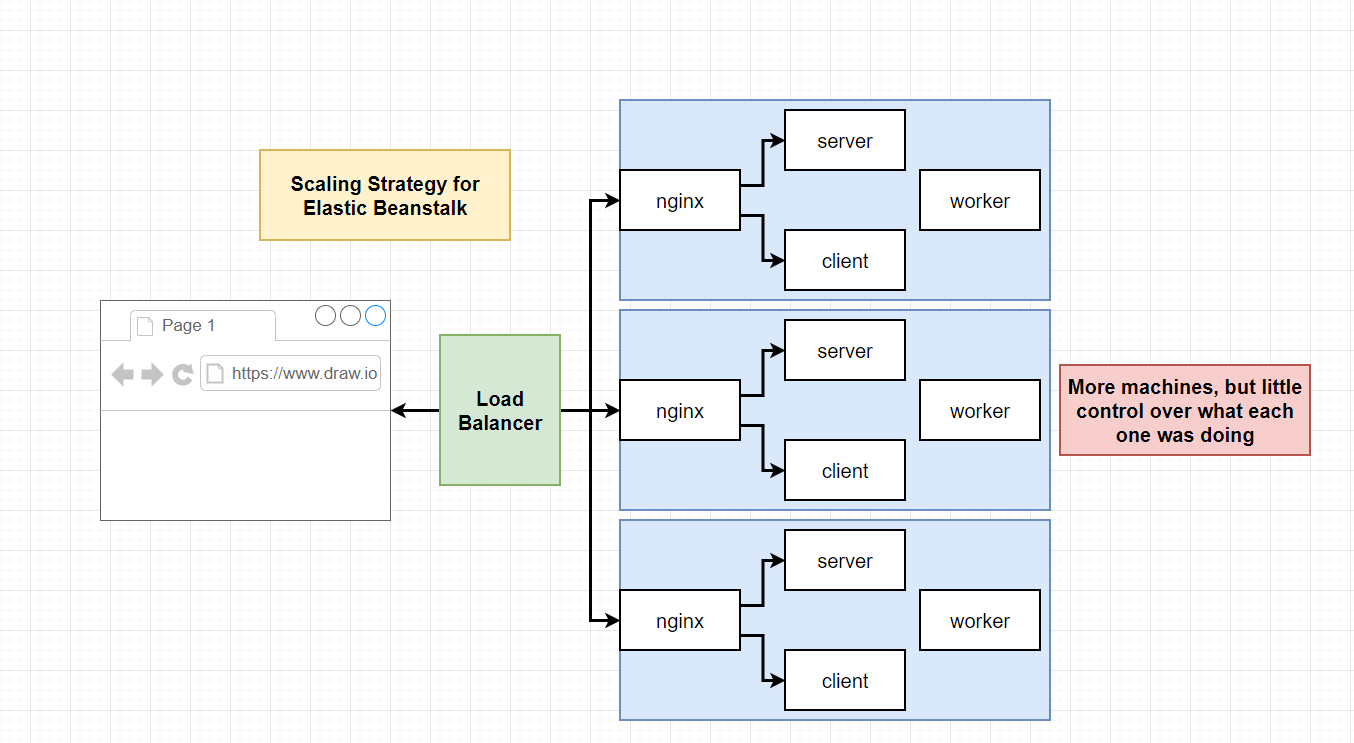 Scaling Strategy for
Elastic Beanstalk
Page 1
https://www.draw.io
Load
Balancer
nginx
server
client
worker
nginx
server
client
worker
nginx
server
client
worker
More machines, but little
control over what each
one was doing